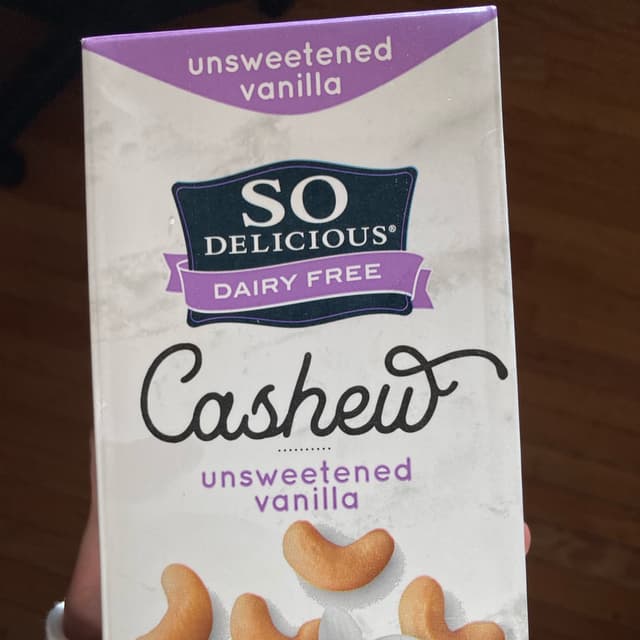 unsweetened
vanilla
SO
DELICIOUS®
DAIRY FREE
Cashew
unsweetened
vanilla